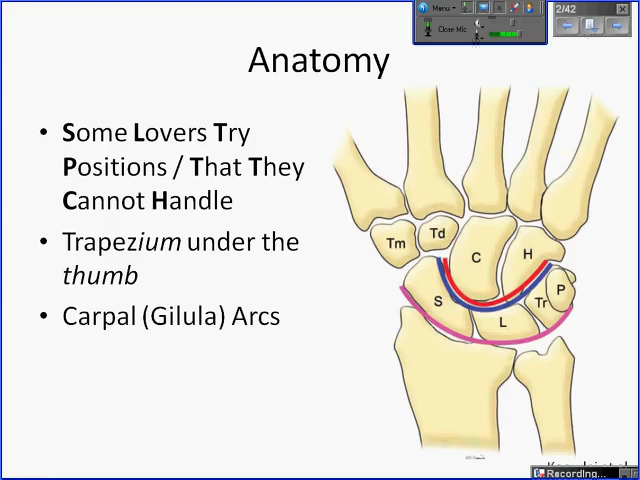 Menu
2/42
Close Mic
Anatomy
• Some Lovers Try
Positions / That They
Cannot Handle
• Trapezium under the
thumb
• Carpal (Gilula) Arcs
Tm
Td
C
H
S
L
Tr
P
Recording...